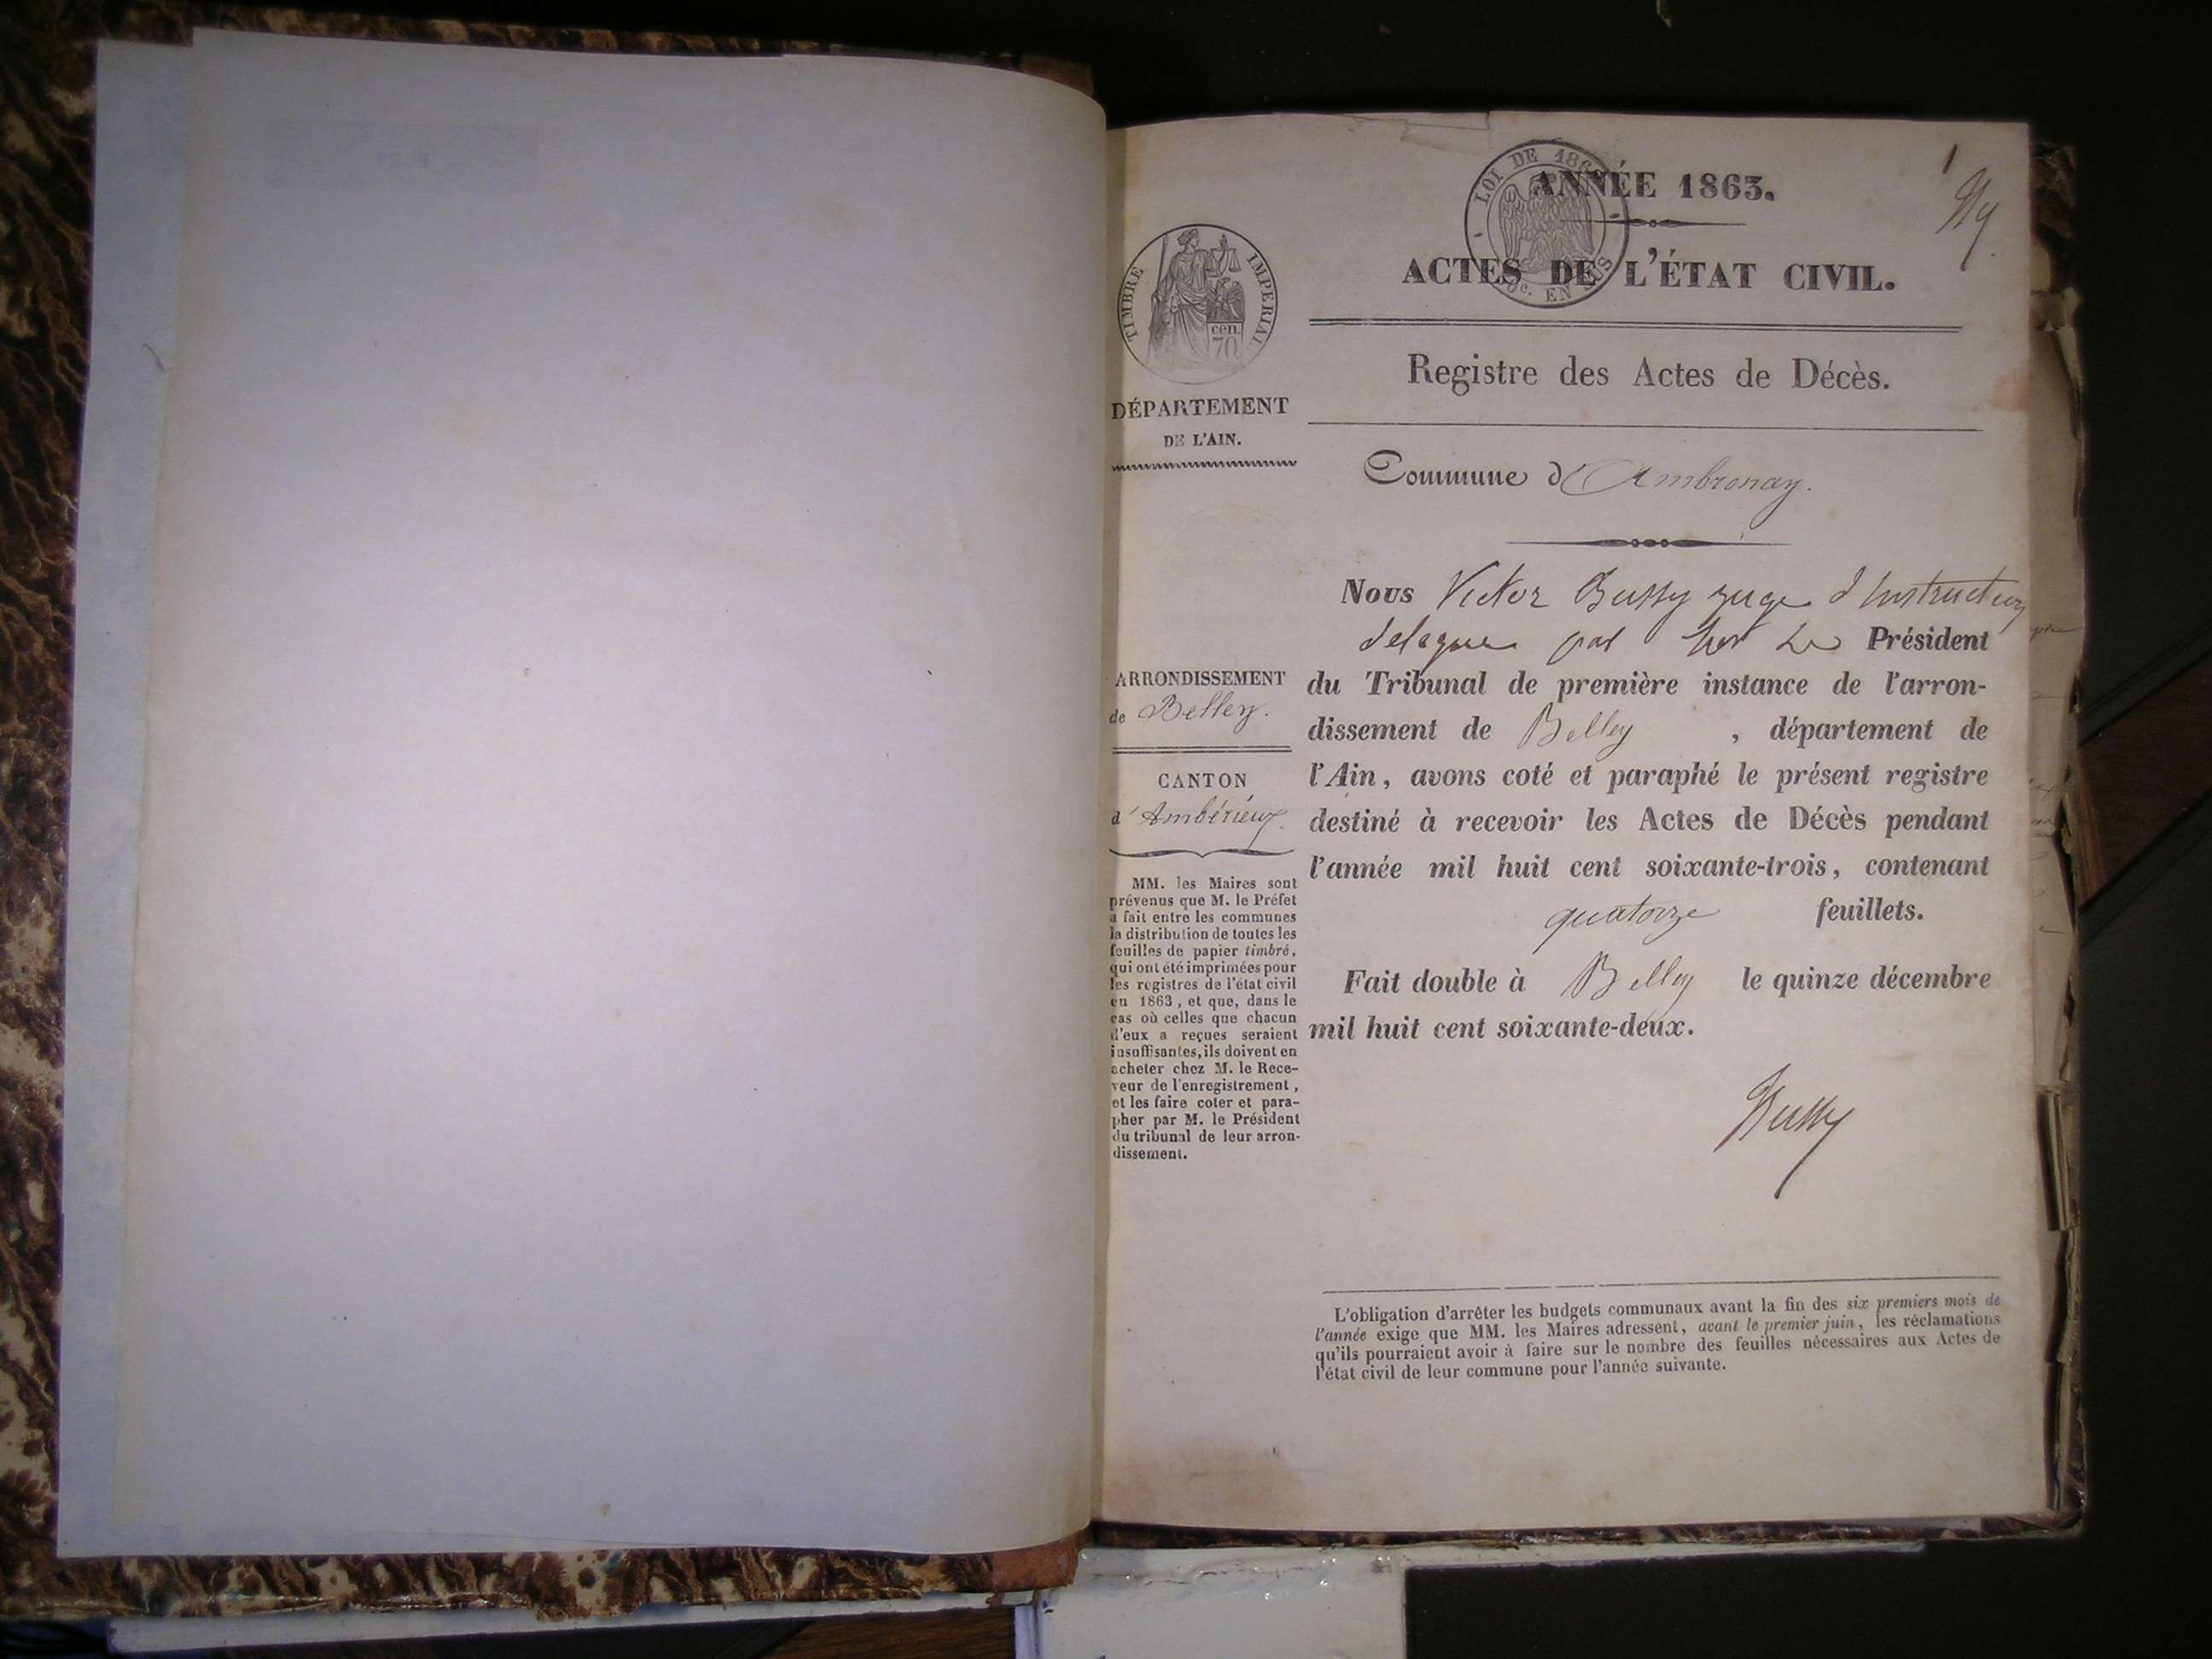 1
ANNÉE 1863.
LOI DE 186
c. EN SUS
ACTES DE L'ÉTAT CIVIL.
TIMBRE IMPERIAL
cen.
70
Registre des Actes de Décès.
DÉPARTEMENT
DE L'AIN.
Commune d'Ambronay.
ARRONDISSEMENT
de Belley.
CANTON
d'Ambérieux.
MM. les Maires sont
prévenus que M. le Préfet
a fait entre les communes
la distribution de toutes les
feuilles de papier timbré,
qui ont été imprimées pour
les registres de l'état civil
en 1863, et que, dans le
cas où celles que chacun
d'eux a reçues seraient
insuffisantes, ils doivent en
acheter chez M. le Rece-
veur de l'enregistrement,
et les faire coter et para-
pher par M. le Président
du tribunal de leur arron-
dissement.
Nous Victor Bussy juge d'Instruction
delegue par Le Président
du Tribunal de première instance de l'arron-
dissement de Belley, département de
l'Ain, avons coté et paraphé le présent registre
destiné à recevoir les Actes de Décès pendant
l'année mil huit cent soixante-trois, contenant
quatorze feuillets.
Fait double à Belley le quinze décembre
mil huit cent soixante-deux.
Bussy
L'obligation d'arrêter les budgets communaux avant la fin des six premiers mois de
l'année exige que MM. les Maires adressent, avant le premier juin, les réclamations
qu'ils pourraient avoir à faire sur le nombre des feuilles nécessaires aux Actes de
l'état civil de leur commune pour l'année suivante.